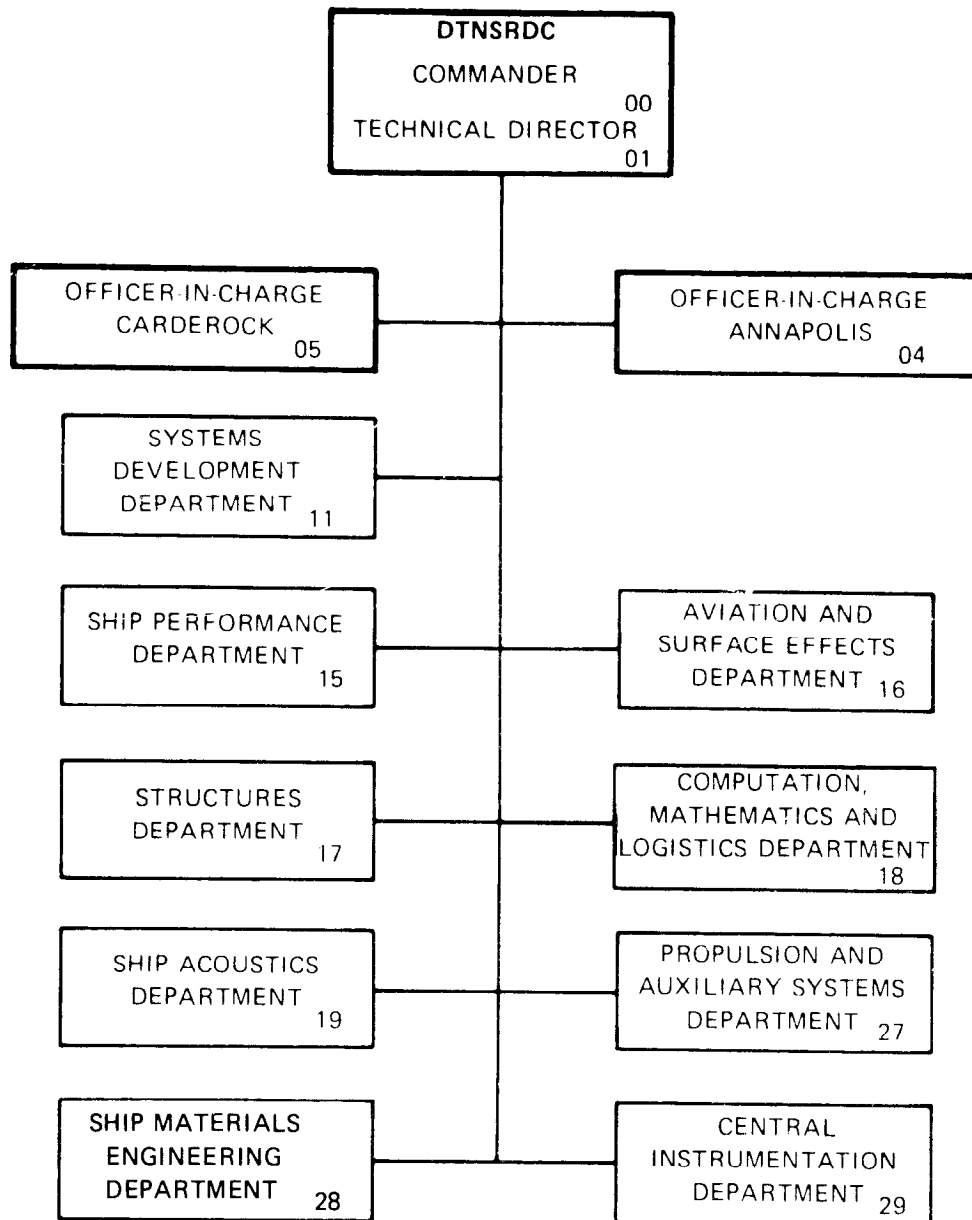 DTNSRDC
COMMANDER
00
TECHNICAL DIRECTOR
01
OFFICER-IN-CHARGE
CARDEROCK
05
OFFICER-IN-CHARGE
ANNAPOLIS
04
SYSTEMS
DEVELOPMENT
DEPARTMENT
11
SHIP PERFORMANCE
DEPARTMENT
15
AVIATION AND
SURFACE EFFECTS
DEPARTMENT
16
STRUCTURES
DEPARTMENT
17
COMPUTATION,
MATHEMATICS AND
LOGISTICS DEPARTMENT
18
SHIP ACOUSTICS
DEPARTMENT
19
PROPULSION AND
AUXILIARY SYSTEMS
DEPARTMENT
27
SHIP MATERIALS
ENGINEERING
DEPARTMENT
28
CENTRAL
INSTRUMENTATION
DEPARTMENT
29